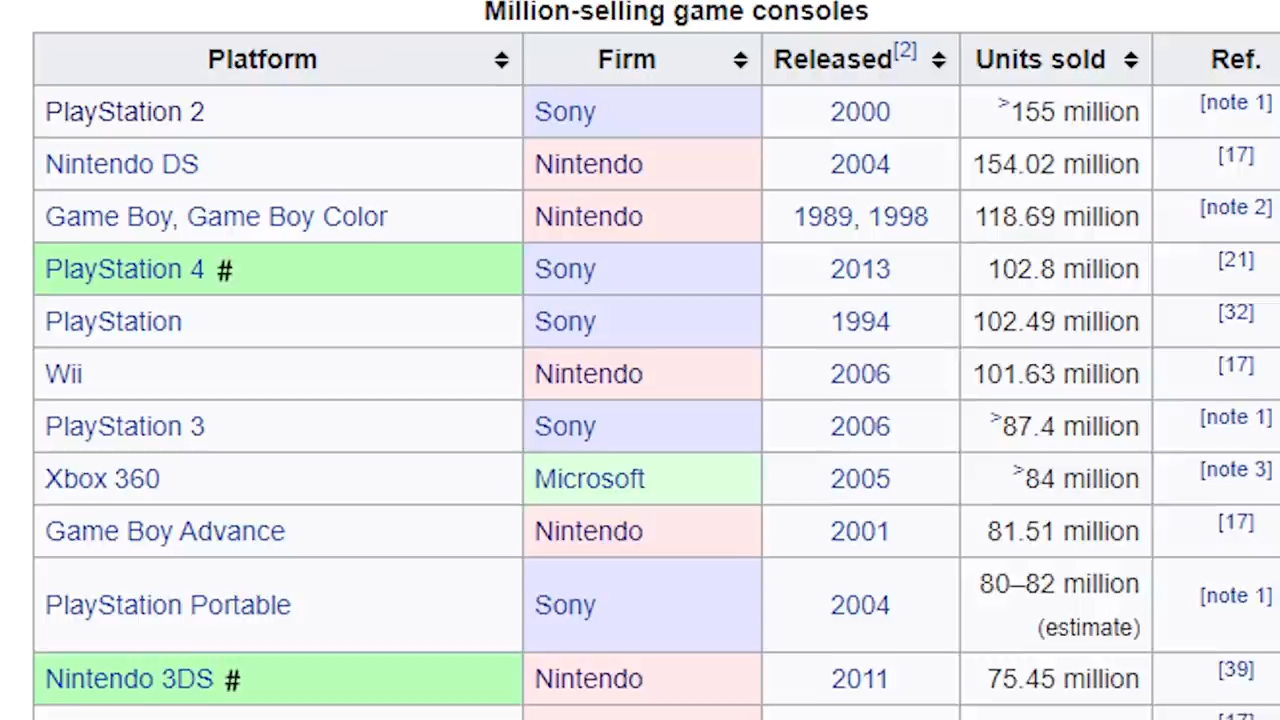 Million-selling game consoles
Platform Firm Released[2] Units sold Ref.
PlayStation 2 Sony 2000 >155 million [note 1]
Nintendo DS Nintendo 2004 154.02 million [17]
Game Boy, Game Boy Color Nintendo 1989, 1998 118.69 million [note 2]
PlayStation 4 # Sony 2013 102.8 million [21]
PlayStation Sony 1994 102.49 million [32]
Wii Nintendo 2006 101.63 million [17]
PlayStation 3 Sony 2006 >87.4 million [note 1]
Xbox 360 Microsoft 2005 >84 million [note 3]
Game Boy Advance Nintendo 2001 81.51 million [17]
PlayStation Portable Sony 2004 80–82 million [note 1]
(estimate)
Nintendo 3DS # Nintendo 2011 75.45 million [39]